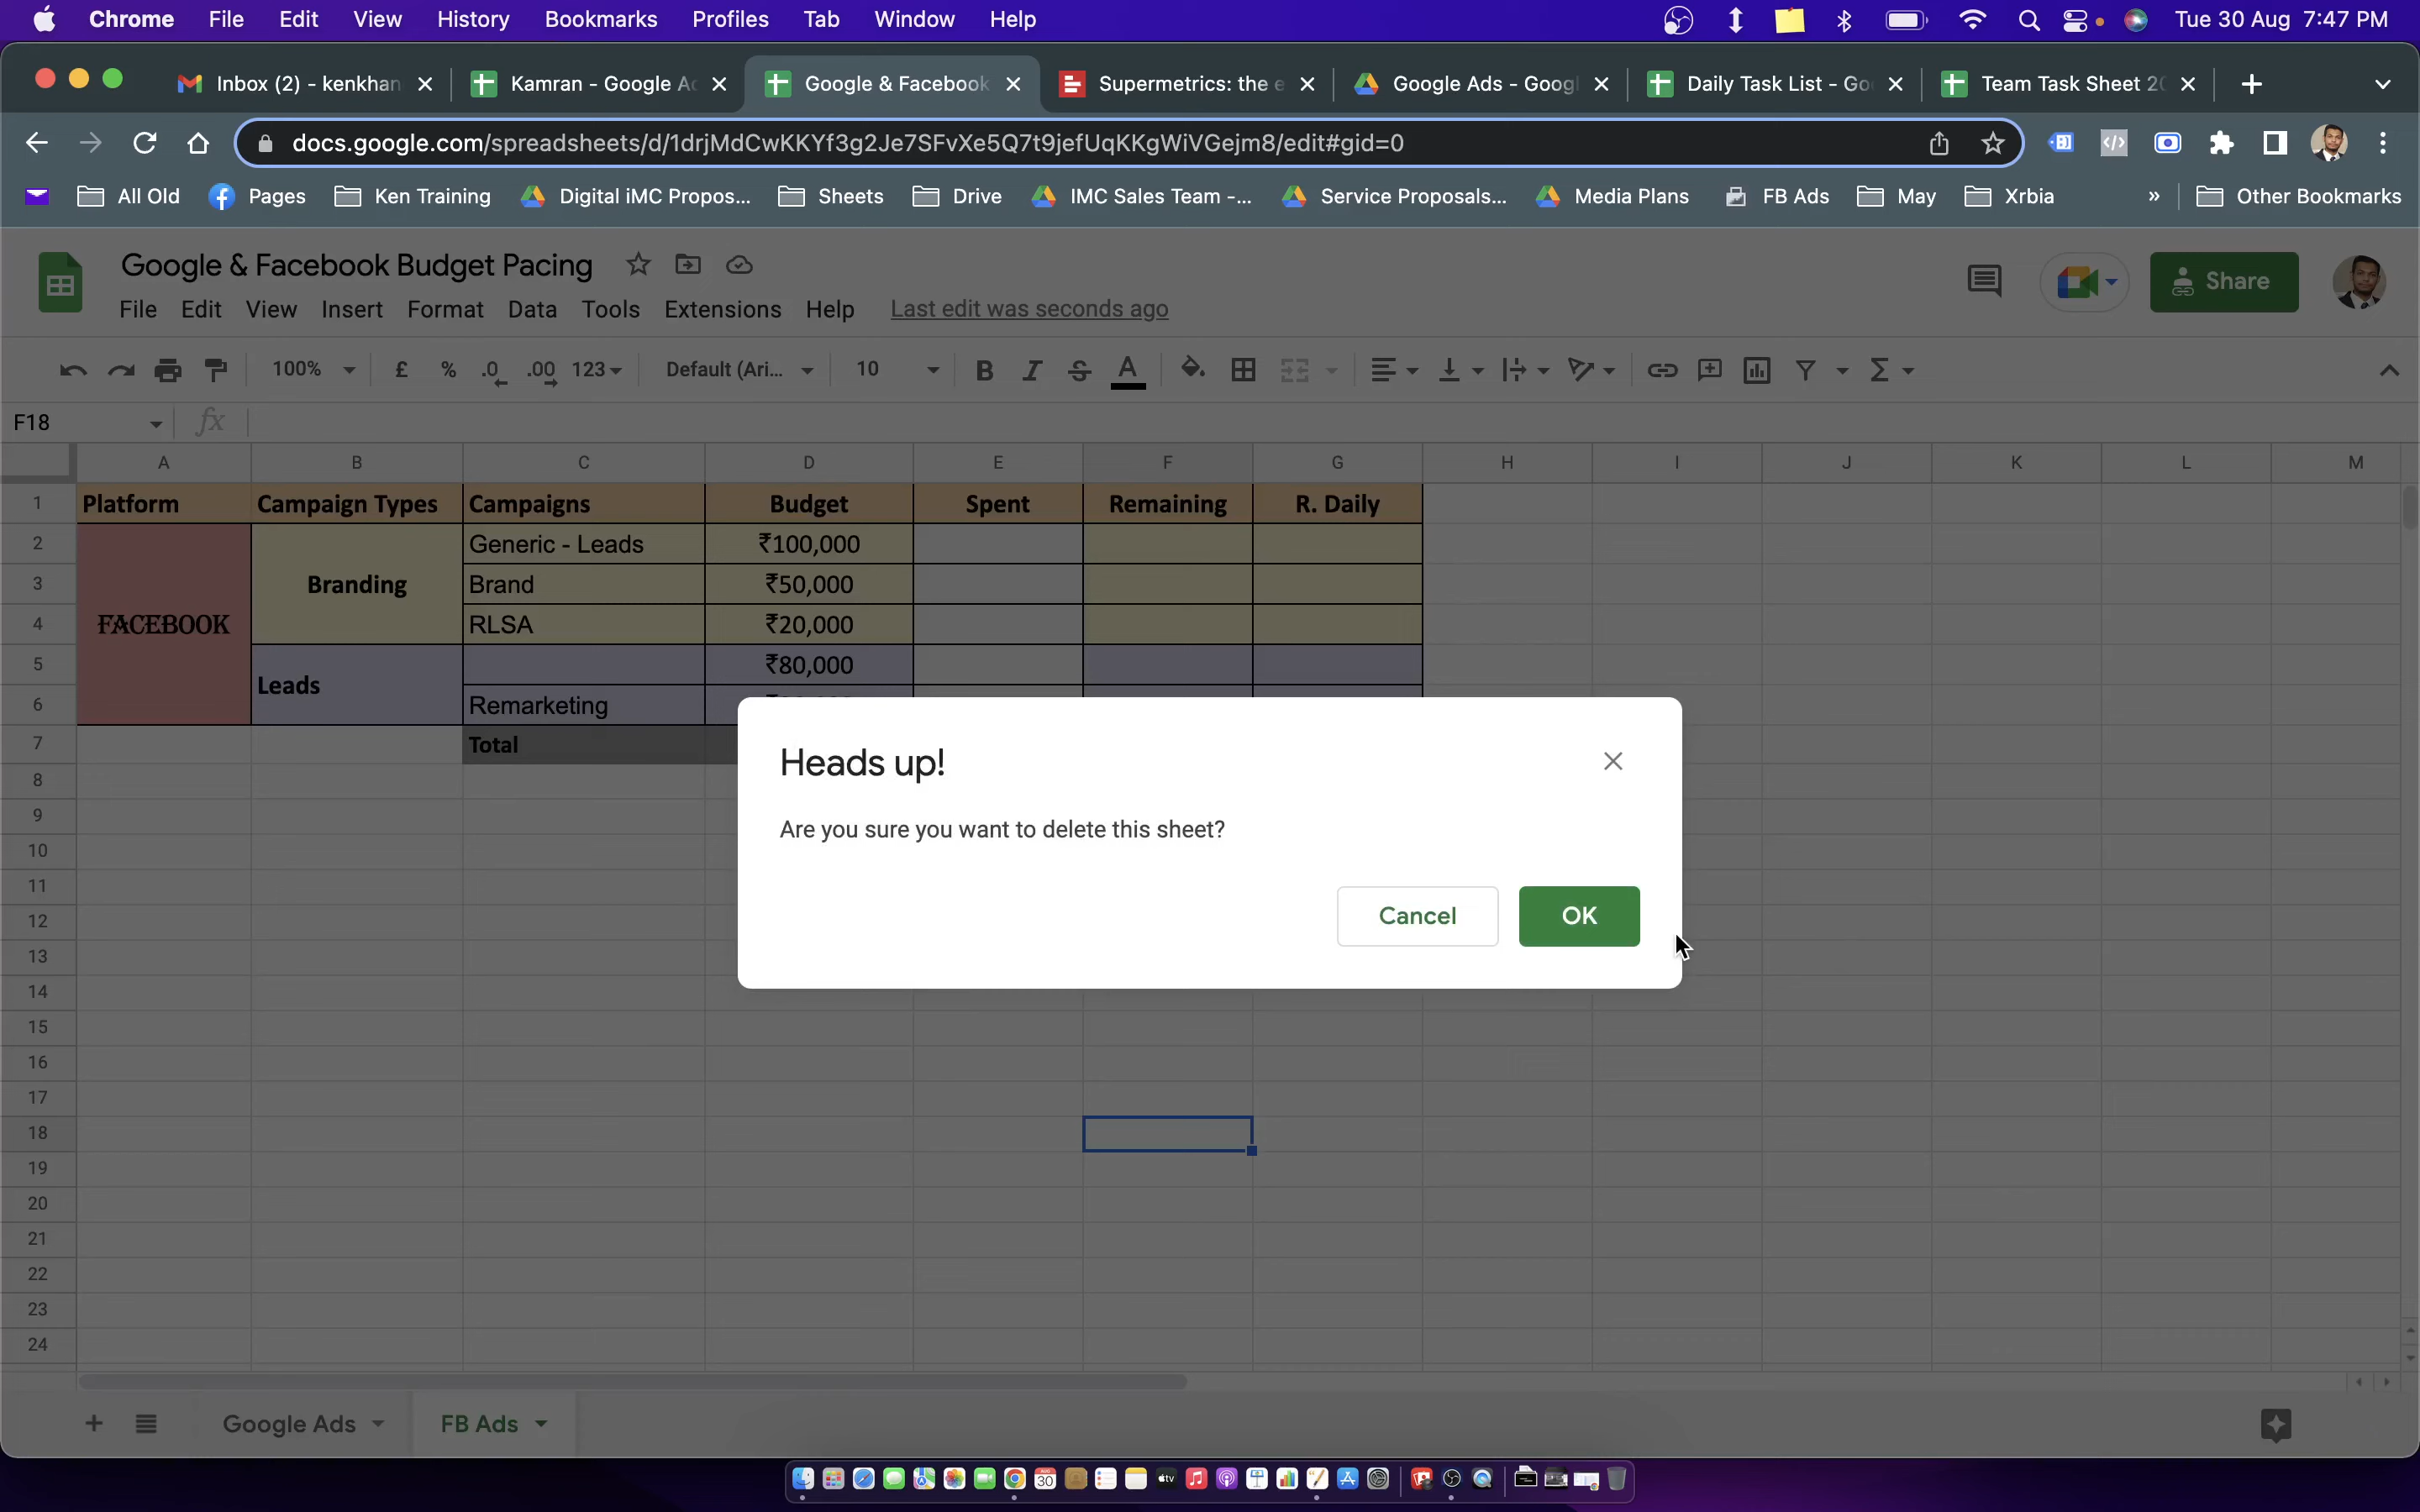 Chrome File Edit View History Bookmarks Profiles Tab Window Help Tue 30 Aug 7:47 PM
Inbox (2) - kenkhan Kamran - Google Ac Google & Facebook Supermetrics: the e Google Ads - Googl Daily Task List - Go Team Task Sheet 20
docs.google.com/spreadsheets/d/1drjMdCwKKYf3g2Je7SFvXe5Q7t9jefUqKKgWiVGejm8/edit#gid=0
All Old Pages Ken Training Digital iMC Propos... Sheets Drive IMC Sales Team -... Service Proposals... Media Plans FB Ads May Xrbia » Other Bookmarks
Google & Facebook Budget Pacing
File Edit View Insert Format Data Tools Extensions Help Last edit was seconds ago Share
100% £ % .0 .00 123 Default (Ari... 10 B I S A Σ
F18 fx
A B C D E F G H I J K L M
1 Platform Campaign Types Campaigns Budget Spent Remaining R. Daily
2 Generic - Leads ₹100,000
3 Branding Brand ₹50,000
4 FACEBOOK RLSA ₹20,000
5 ₹80,000
6 Leads Remarketing
7 Total
Heads up!
8
Are you sure you want to delete this sheet?
9
10
11
Cancel OK
12
13
14
15
16
17
18
19
20
21
22
23
24
Google Ads FB Ads
AUG 30 tv